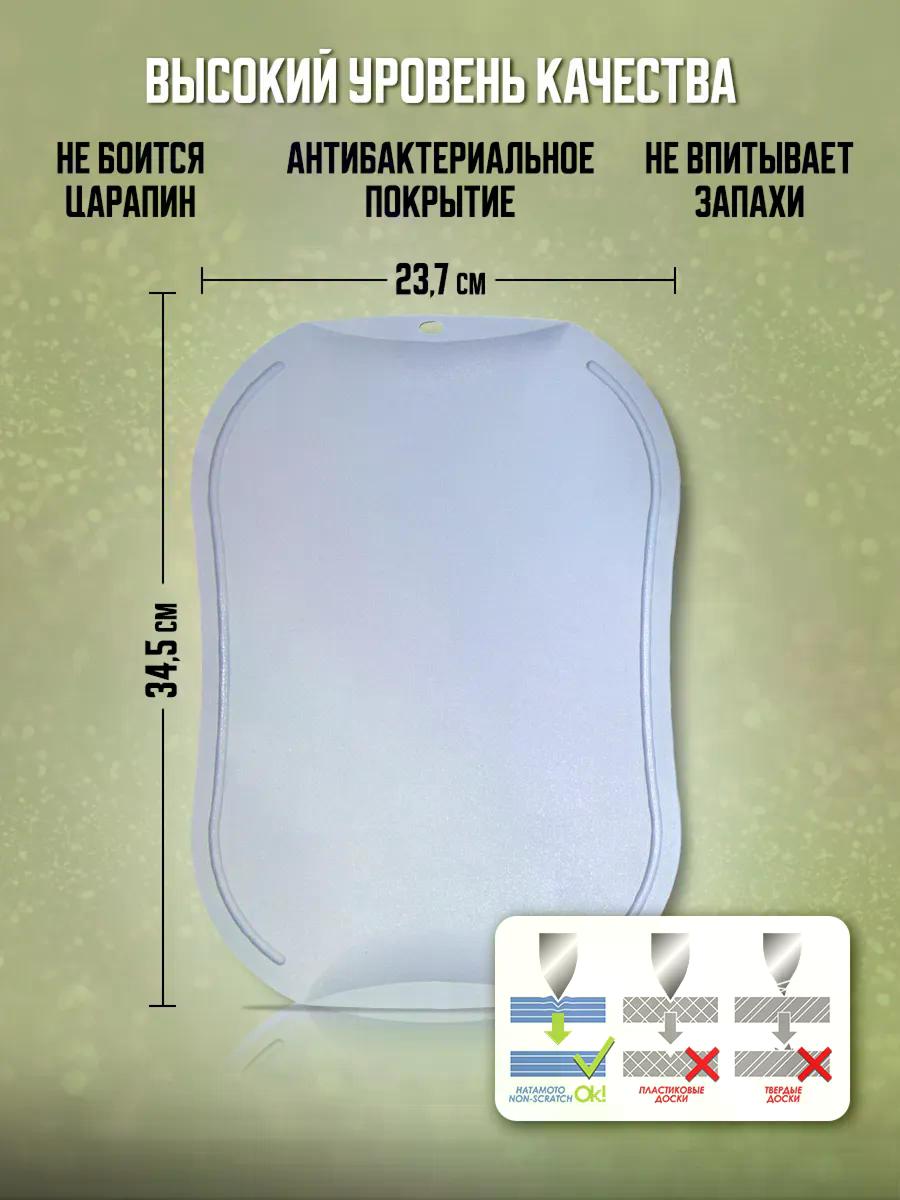 ВЫСОКИЙ УРОВЕНЬ КАЧЕСТВА
НЕ БОИТСЯ
ЦАРАПИН
АНТИБАКТЕРИАЛЬНОЕ
ПОКРЫТИЕ
НЕ ВПИТЫВАЕТ
ЗАПАХИ
23,7 СМ
34,5 СМ
HATAMOTO
NON-SCRATCH Ok!
ПЛАСТИКОВЫЕ
ДОСКИ
ТВЕРДЫЕ
ДОСКИ